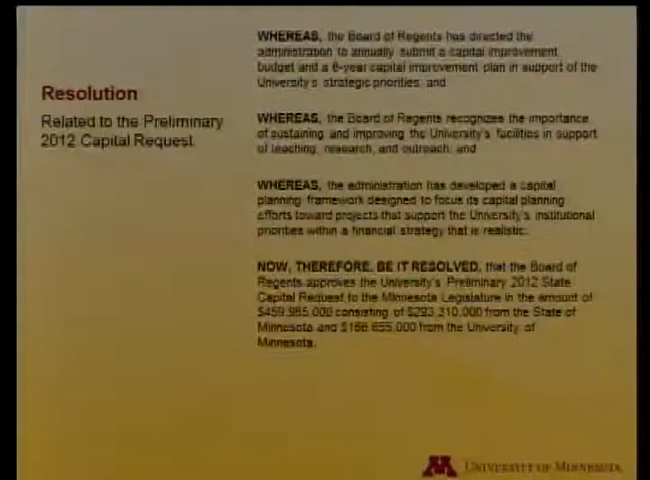 Resolution
Related to the Preliminary
2012 Capital Request
WHEREAS, the Board of Regents has directed the
administration to annually submit a capital improvement
budget and a 6-year capital improvement plan in support of the
University's strategic priorities; and
WHEREAS, the Board of Regents recognizes the importance
of sustaining and improving the University's facilities in support
of teaching, research, and outreach; and
WHEREAS, the administration has developed a capital
planning framework designed to focus its capital planning
efforts toward projects that support the University's institutional
priorities within a financial strategy that is realistic.
NOW, THEREFORE, BE IT RESOLVED, that the Board of
Regents approves the University's Preliminary 2012 State
Capital Request to the Minnesota Legislature in the amount of
$459,965,000 consisting of $293,310,000 from the State of
Minnesota and $166,655,000 from the University of
Minnesota.
M UNIVERSITY OF MINNESOTA